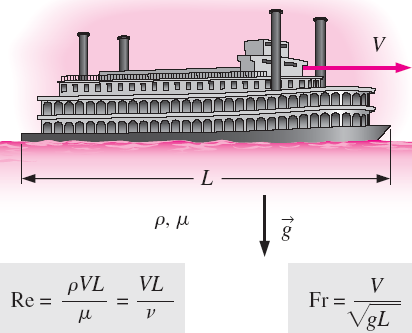 V
L
ρ, μ
g⃗
Re = ρVL/μ = VL/ν
Fr = V/√gL